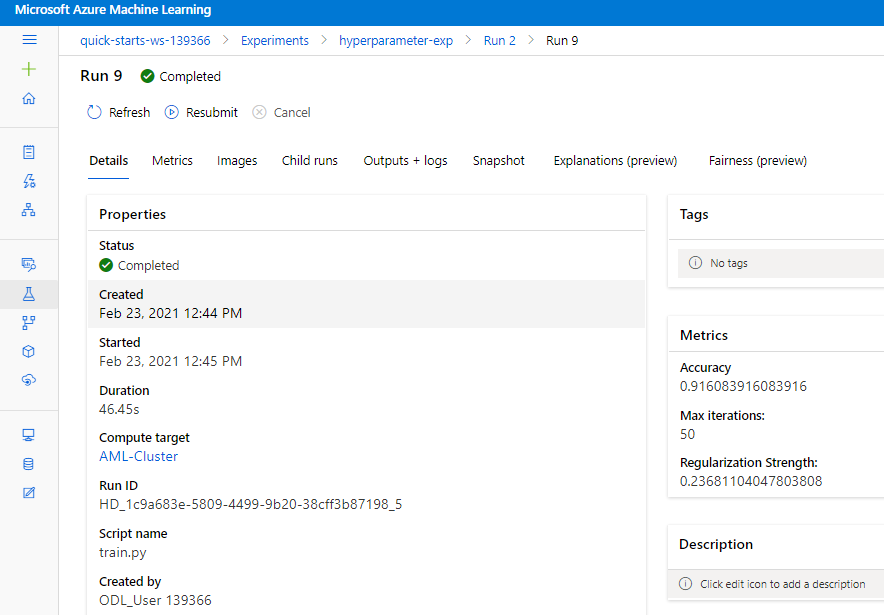 Microsoft Azure Machine Learning
quick-starts-ws-139366 > Experiments > hyperparameter-exp > Run 2 > Run 9
Run 9 Completed
Refresh Resubmit Cancel
Details Metrics Images Child runs Outputs + logs Snapshot Explanations (preview) Fairness (preview)
Properties
Status
Completed
Created
Feb 23, 2021 12:44 PM
Started
Feb 23, 2021 12:45 PM
Duration
46.45s
Compute target
AML-Cluster
Run ID
HD_1c9a683e-5809-4499-9b20-38cff3b87198_5
Script name
train.py
Created by
ODL_User 139366
Tags
No tags
Metrics
Accuracy
0.916083916083916
Max iterations:
50
Regularization Strength:
0.23681104047803808
Description
Click edit icon to add a description